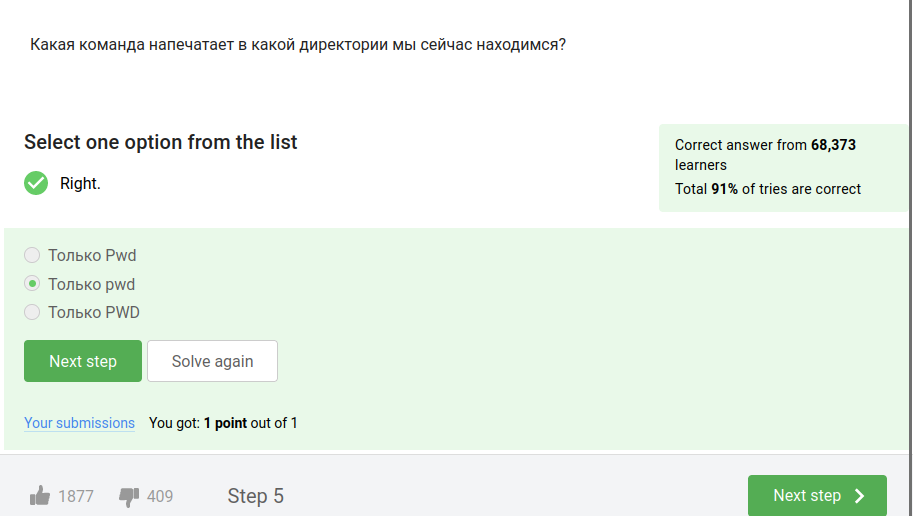 Какая команда напечатает в какой директории мы сейчас находимся?
Select one option from the list
Right.
Correct answer from 68,373
learners
Total 91% of tries are correct
Только Pwd
Только pwd
Только PWD
Next step
Solve again
Your submissions You got: 1 point out of 1
1877 409 Step 5 Next step